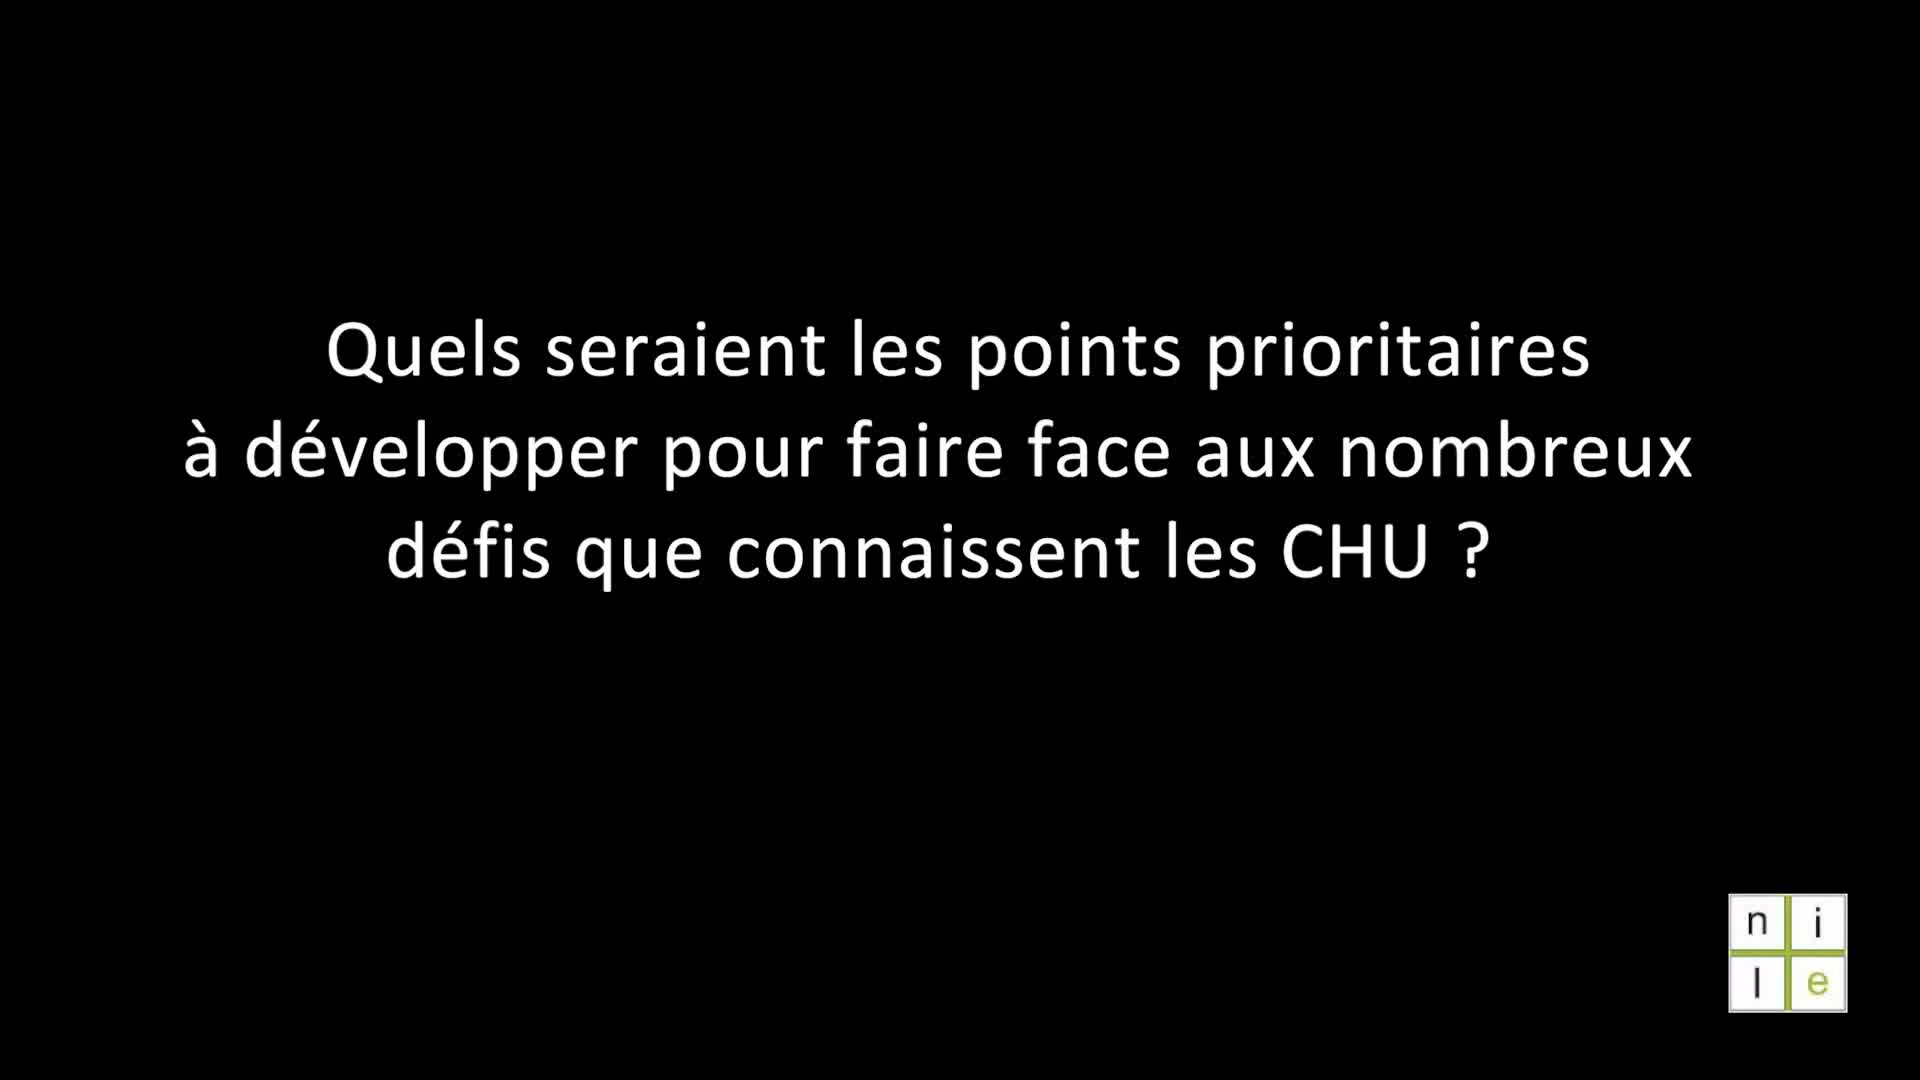 Quels seraient les points prioritaires
à développer pour faire face aux nombreux
défis que connaissent les CHU ?
n i
l e